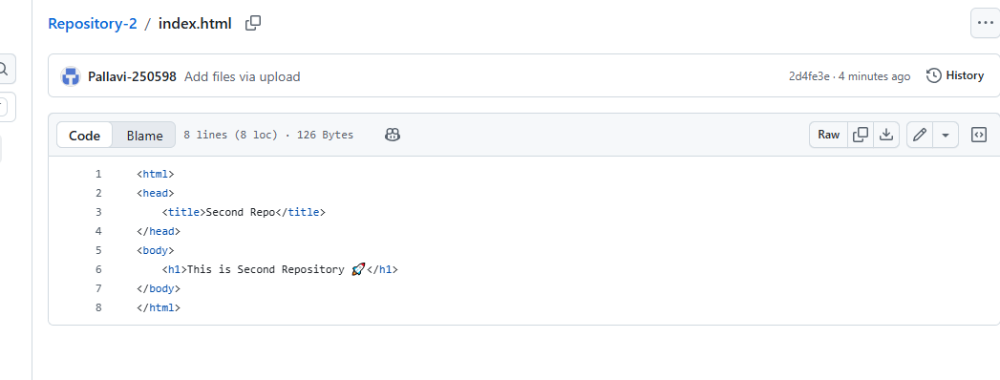 Repository-2 / index.html
Pallavi-250598 Add files via upload 2d4fe3e · 4 minutes ago History
Code Blame 8 lines (8 loc) · 126 Bytes Raw
1 <html>
2 <head>
3     <title>Second Repo</title>
4 </head>
5 <body>
6     <h1>This is Second Repository 🚀</h1>
7 </body>
8 </html>